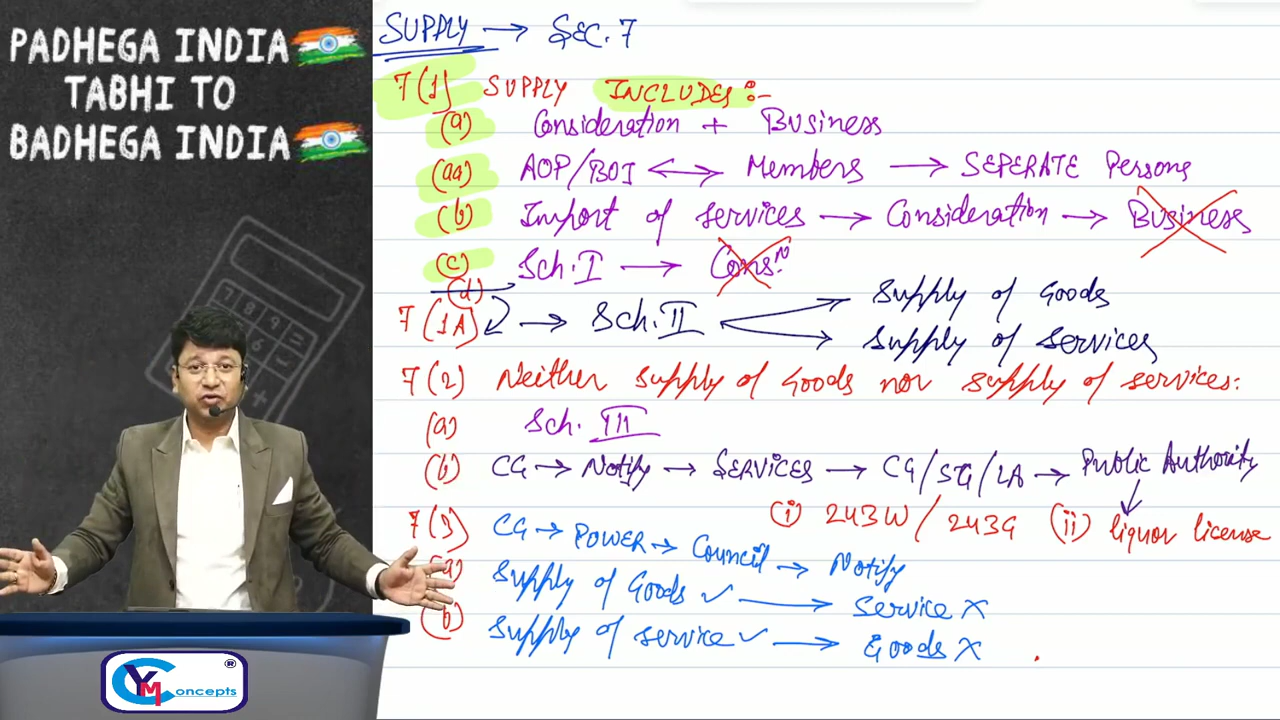 PADHEGA INDIA
TABHI TO
BADHEGA INDIA
SUPPLY → SEC. 7
7(1) SUPPLY INCLUDES :-
(a) Consideration + Business
(aa) AOP/BOI ↔ Members → SEPERATE Persons
(b) Import of services → Consideration → Business
(c) Sch. I → Cons.N
(d)
7(1A) → Sch. II
Supply of Goods
Supply of Services
7(2) Neither supply of Goods nor supply of services:
(a) Sch. III
(b) CG → Notify → SERVICES → CG/SG/LA → Public Authority
(i) 243W / 243G (ii) liquor license
7(3) CG → POWER → Council → Notify
(a) Supply of Goods ✓ → Service X
(b) Supply of service ✓ → Goods X
CYM Concepts ®